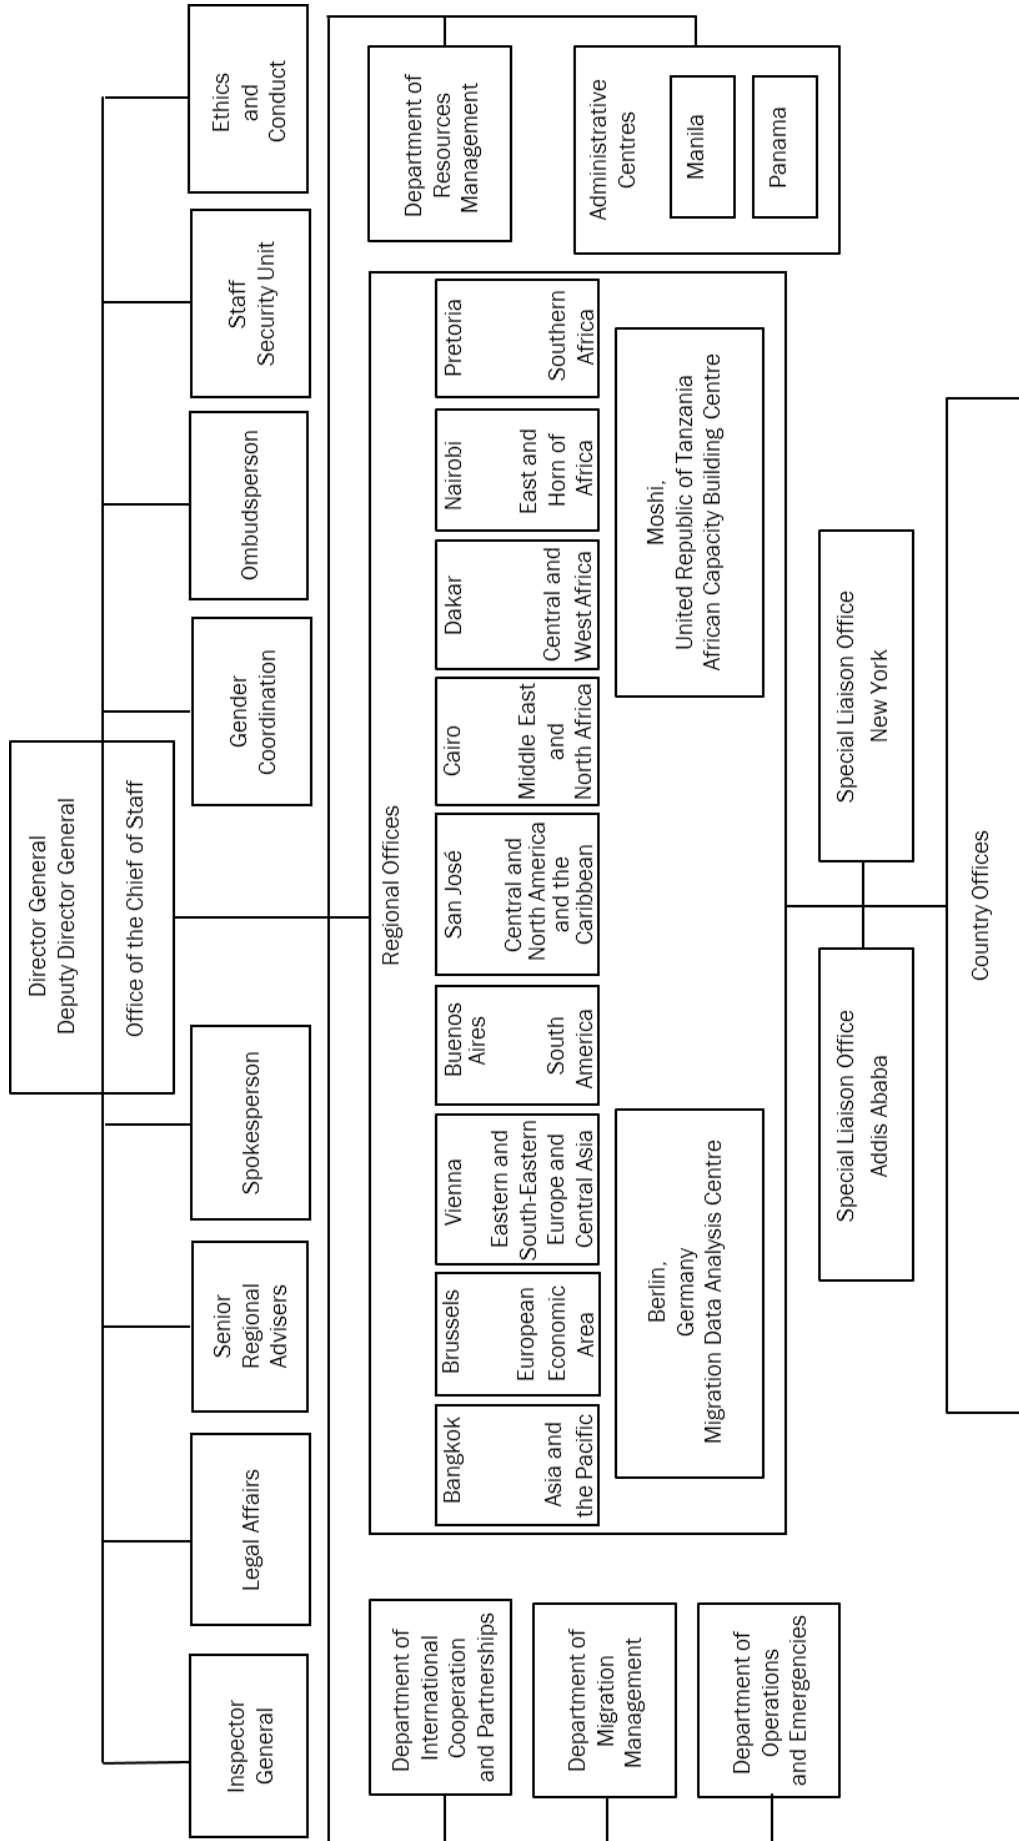 Director General
Deputy Director General
Office of the Chief of Staff
Inspector
General
Legal Affairs
Senior
Regional
Advisers
Spokesperson
Gender
Coordination
Ombudsperson
Staff
Security Unit
Ethics
and
Conduct
Department of
International
Cooperation
and Partnerships
Department of
Migration
Management
Department of
Operations
and Emergencies
Regional Offices
Bangkok
Asia and
the Pacific
Brussels
European
Economic
Area
Vienna
Eastern and
South-Eastern
Europe and
Central Asia
Buenos
Aires
South
America
San José
Central and
North America
and the
Caribbean
Cairo
Middle East
and
North Africa
Dakar
Central and
West Africa
Nairobi
East and
Horn of
Africa
Pretoria
Southern
Africa
Berlin,
Germany
Migration Data Analysis Centre
Moshi,
United Republic of Tanzania
African Capacity Building Centre
Department of
Resources
Management
Administrative
Centres
Manila
Panama
Special Liaison Office
Addis Ababa
Special Liaison Office
New York
Country Offices